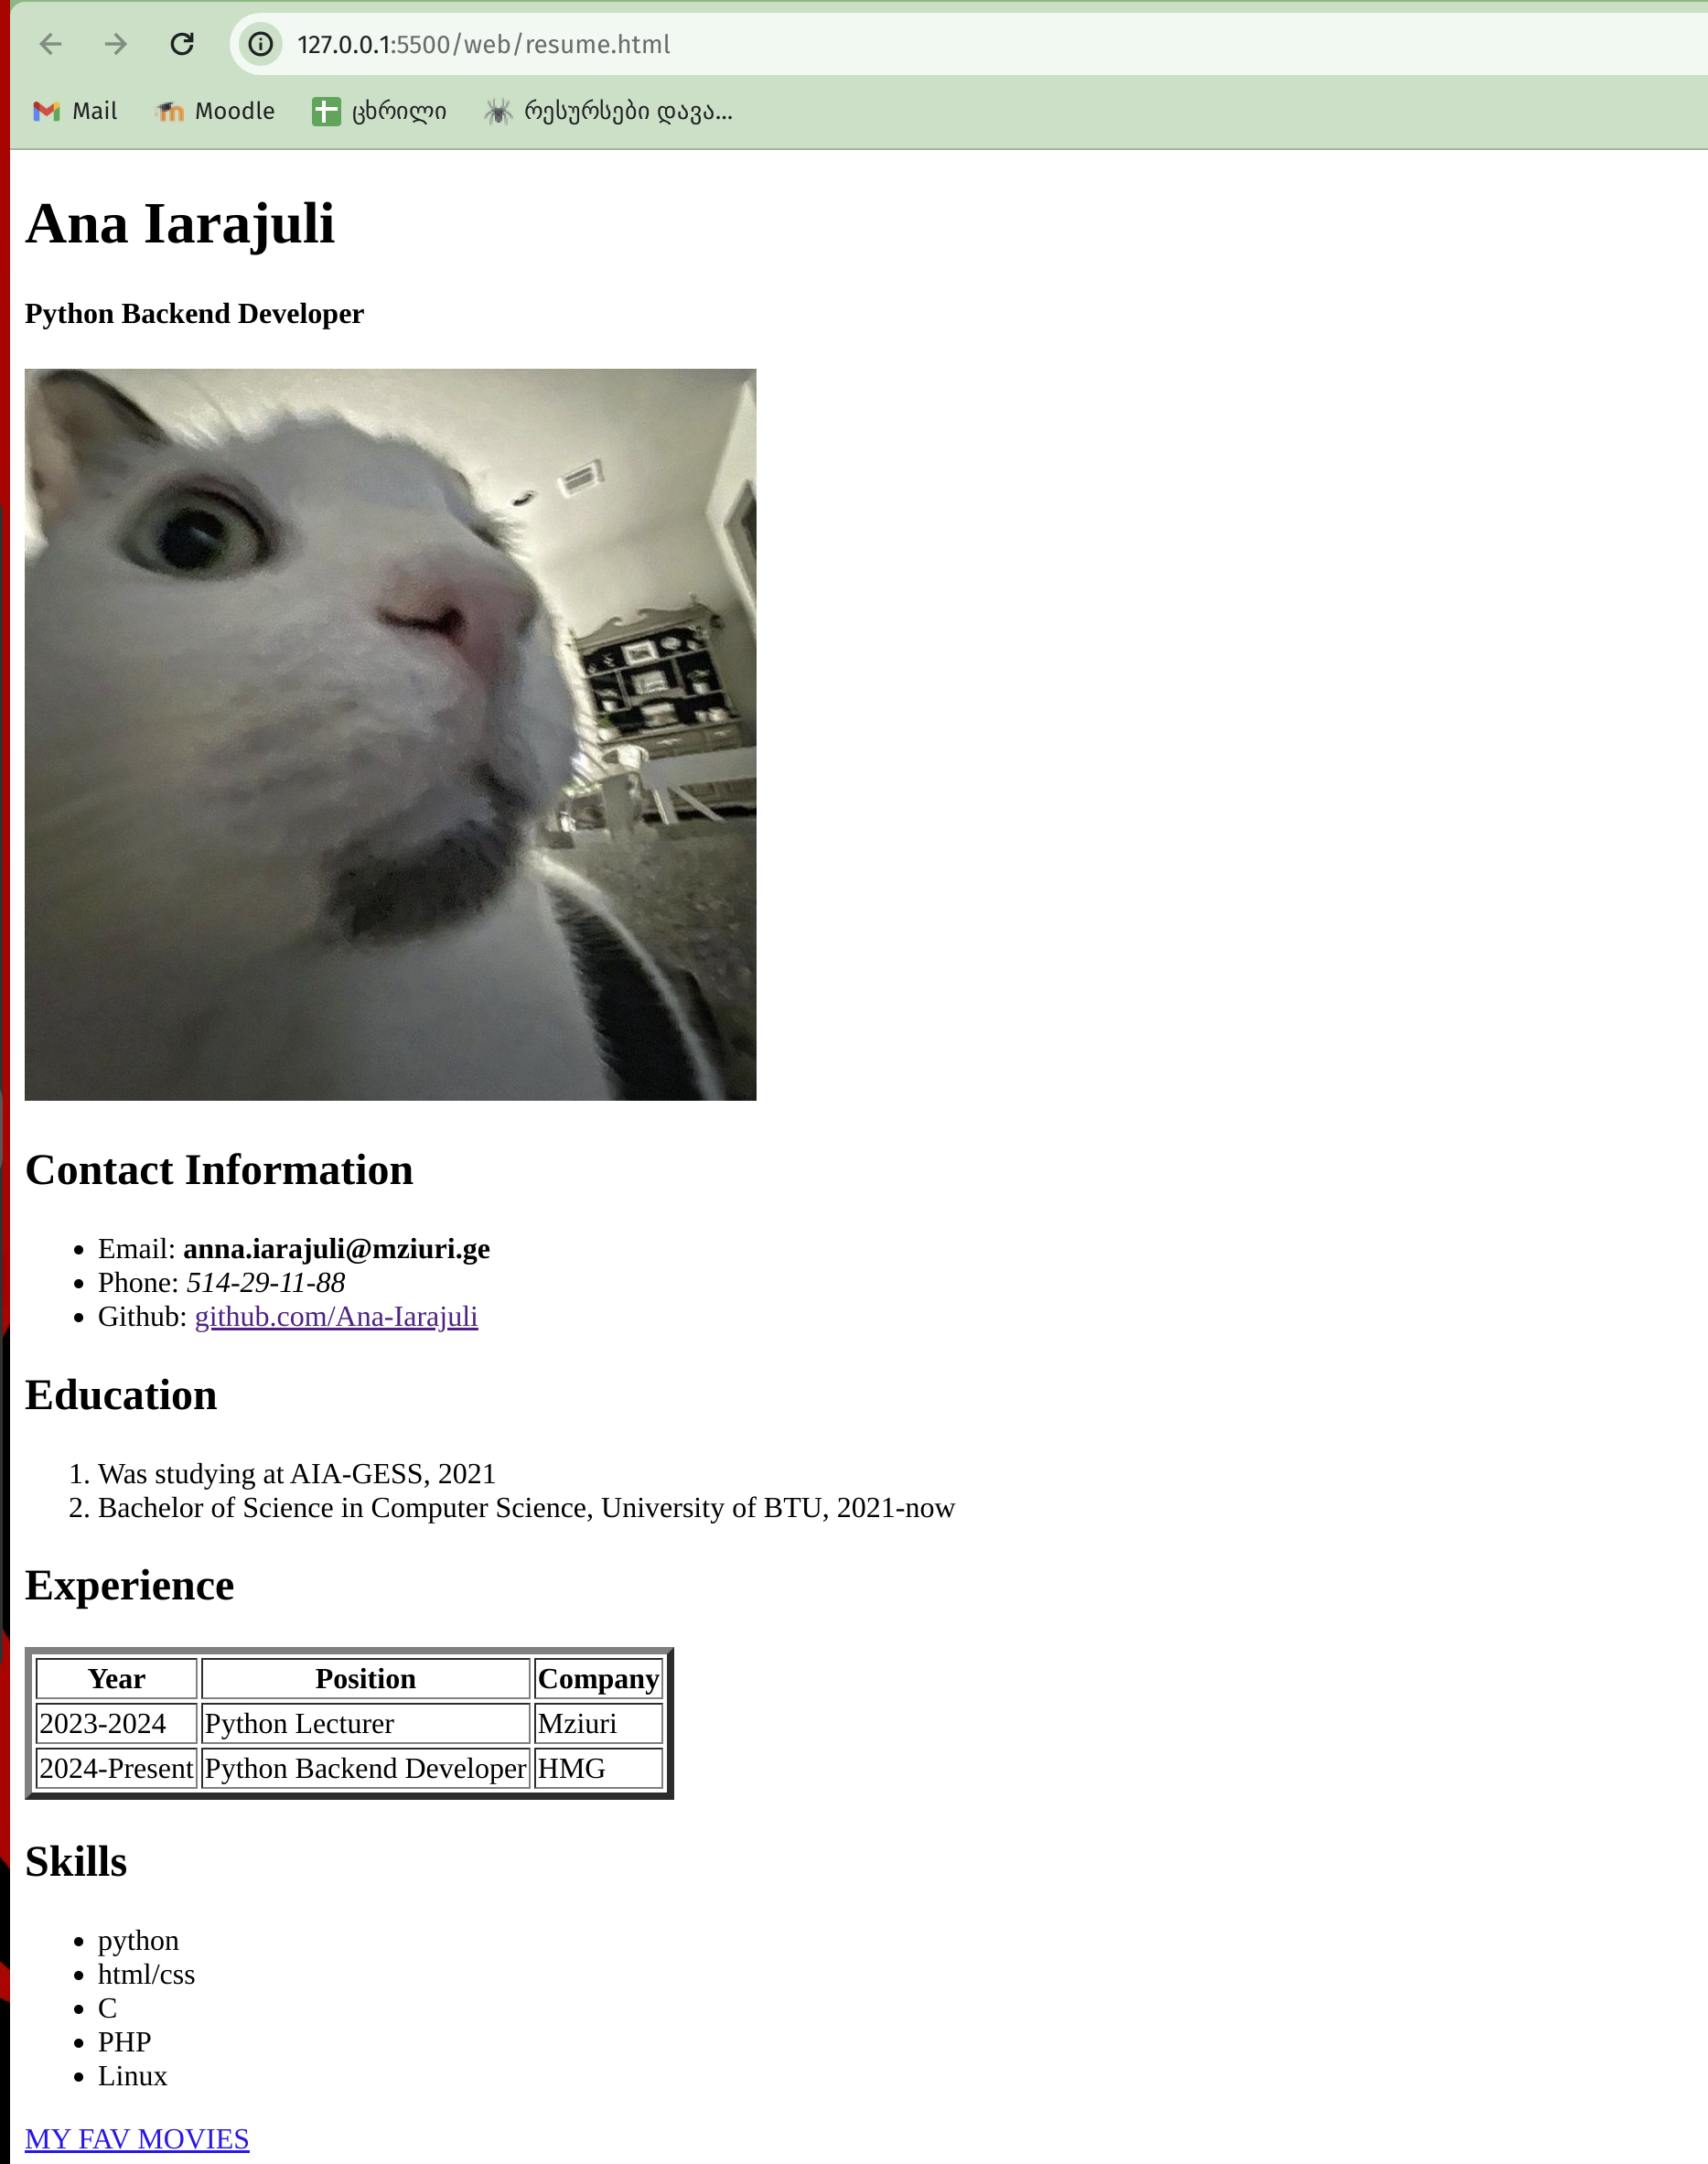 127.0.0.1:5500/web/resume.html
Mail Moodle ცხრილი რესურსები დავა...
Ana Iarajuli
Python Backend Developer
Contact Information
• Email: anna.iarajuli@mziuri.ge
• Phone: 514-29-11-88
• Github: github.com/Ana-Iarajuli
Education
1. Was studying at AIA-GESS, 2021
2. Bachelor of Science in Computer Science, University of BTU, 2021-now
Experience
Year Position Company
2023-2024 Python Lecturer Mziuri
2024-Present Python Backend Developer HMG
Skills
• python
• html/css
• C
• PHP
• Linux
MY FAV MOVIES